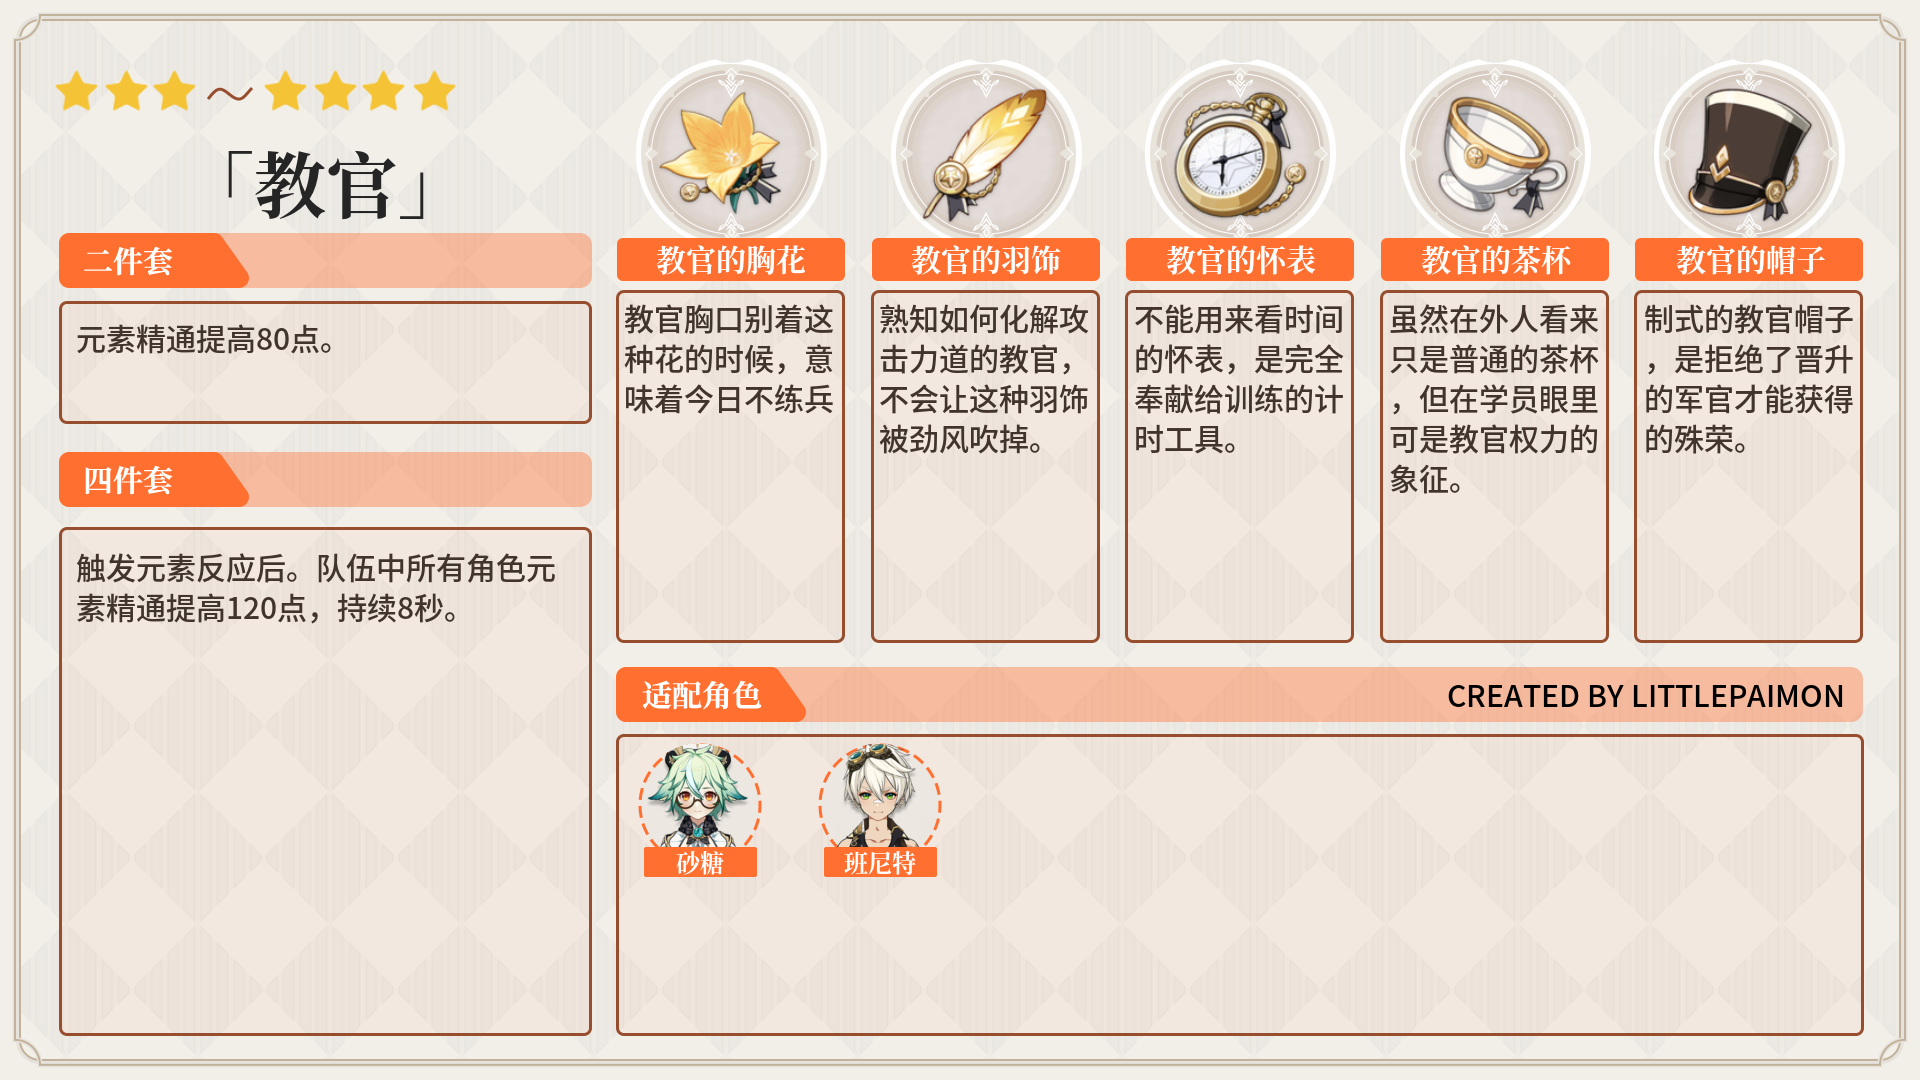 「教官」
二件套
元素精通提高80点。
四件套
触发元素反应后。队伍中所有角色元
素精通提高120点，持续8秒。
教官的胸花
教官胸口别着这
种花的时候，意
味着今日不练兵
教官的羽饰
熟知如何化解攻
击力道的教官，
不会让这种羽饰
被劲风吹掉。
教官的怀表
不能用来看时间
的怀表，是完全
奉献给训练的计
时工具。
教官的茶杯
虽然在外人看来
只是普通的茶杯
，但在学员眼里
可是教官权力的
象征。
教官的帽子
制式的教官帽子
，是拒绝了晋升
的军官才能获得
的殊荣。
适配角色
CREATED BY LITTLEPAIMON
砂糖
班尼特